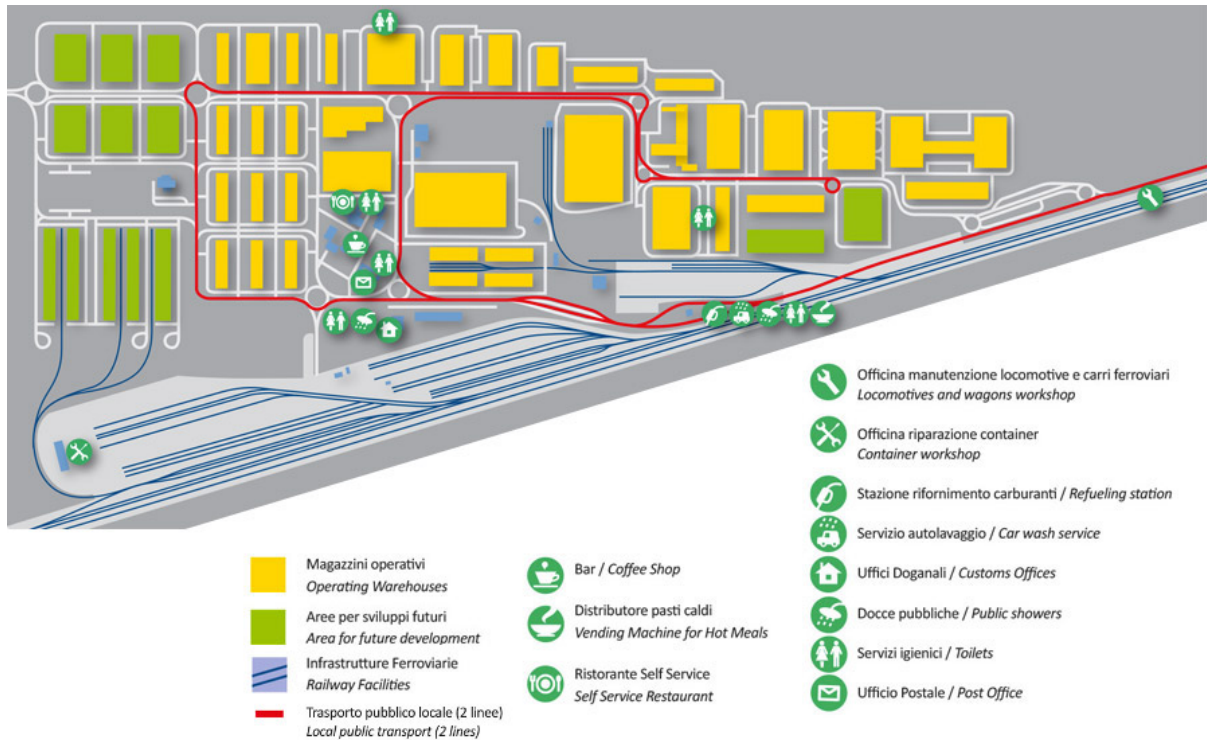 Magazzini operativi
Operating Warehouses
Aree per sviluppi futuri
Area for future development
Infrastrutture Ferroviarie
Railway Facilities
Trasporto pubblico locale (2 linee)
Local public transport (2 lines)
Bar / Coffee Shop
Distributore pasti caldi
Vending Machine for Hot Meals
Ristorante Self Service
Self Service Restaurant
Officina manutenzione locomotive e carri ferroviari
Locomotives and wagons workshop
Officina riparazione container
Container workshop
Stazione rifornimento carburanti / Refueling station
Servizio autolavaggio / Car wash service
Uffici Doganali / Customs Offices
Docce pubbliche / Public showers
Servizi igienici / Toilets
Ufficio Postale / Post Office